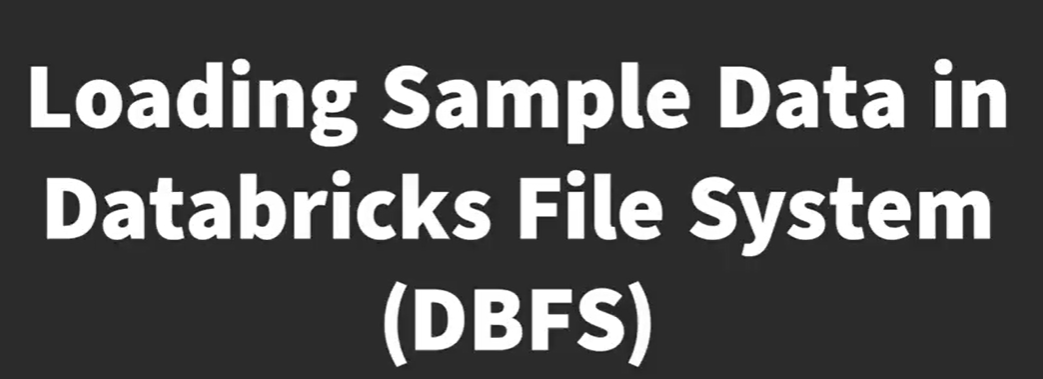 Loading Sample Data in
Databricks File System
(DBFS)